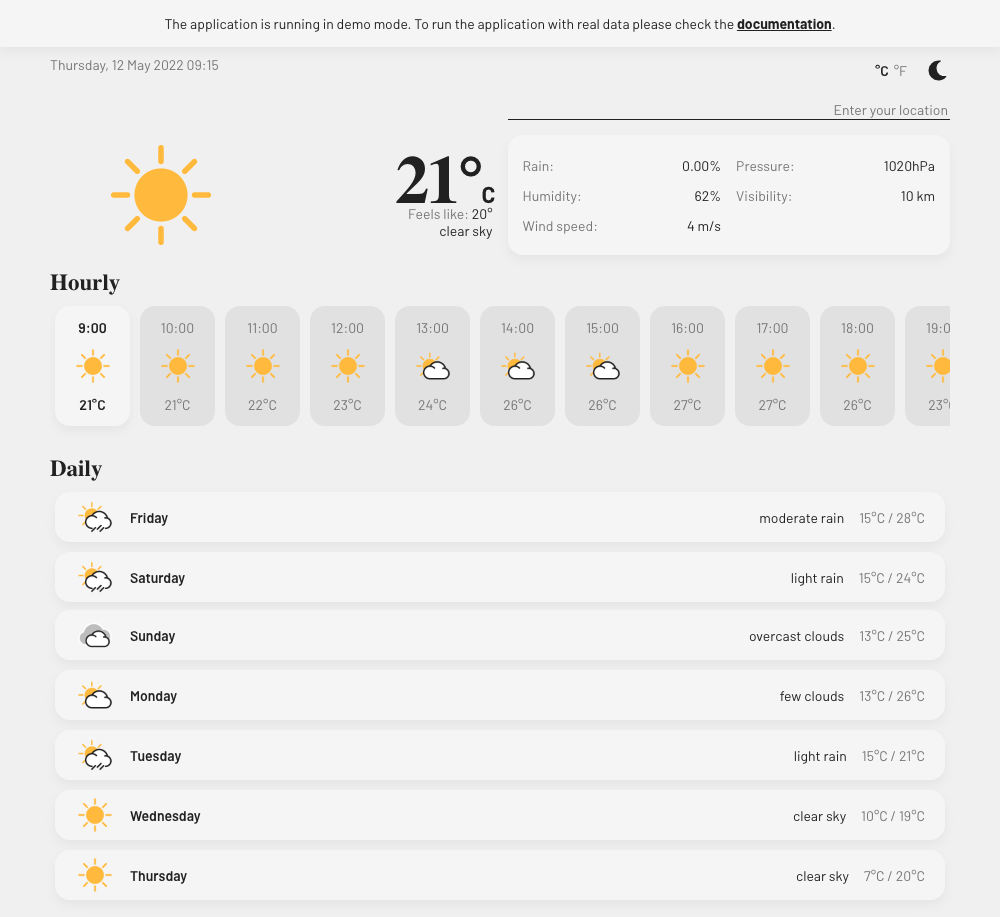 The application is running in demo mode. To run the application with real data please check the documentation.
Thursday, 12 May 2022 09:15
°C °F
Enter your location
21°C
Feels like: 20°
clear sky
Rain: 0.00% Pressure: 1020hPa
Humidity: 62% Visibility: 10 km
Wind speed: 4 m/s
Hourly
9:00 10:00 11:00 12:00 13:00 14:00 15:00 16:00 17:00 18:00 19:0
21°C 21°C 22°C 23°C 24°C 26°C 26°C 27°C 27°C 26°C 23°
Daily
Friday moderate rain 15°C / 28°C
Saturday light rain 15°C / 24°C
Sunday overcast clouds 13°C / 25°C
Monday few clouds 13°C / 26°C
Tuesday light rain 15°C / 21°C
Wednesday clear sky 10°C / 19°C
Thursday clear sky 7°C / 20°C